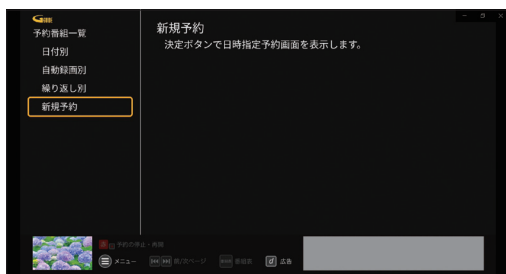 GUIDE
予約番組一覧
日付別
自動録画別
繰り返し別
新規予約
新規予約
決定ボタンで日時指定予約画面を表示します。
予約の停止・再開
メニュー
前/次ページ
番組表
d 広告